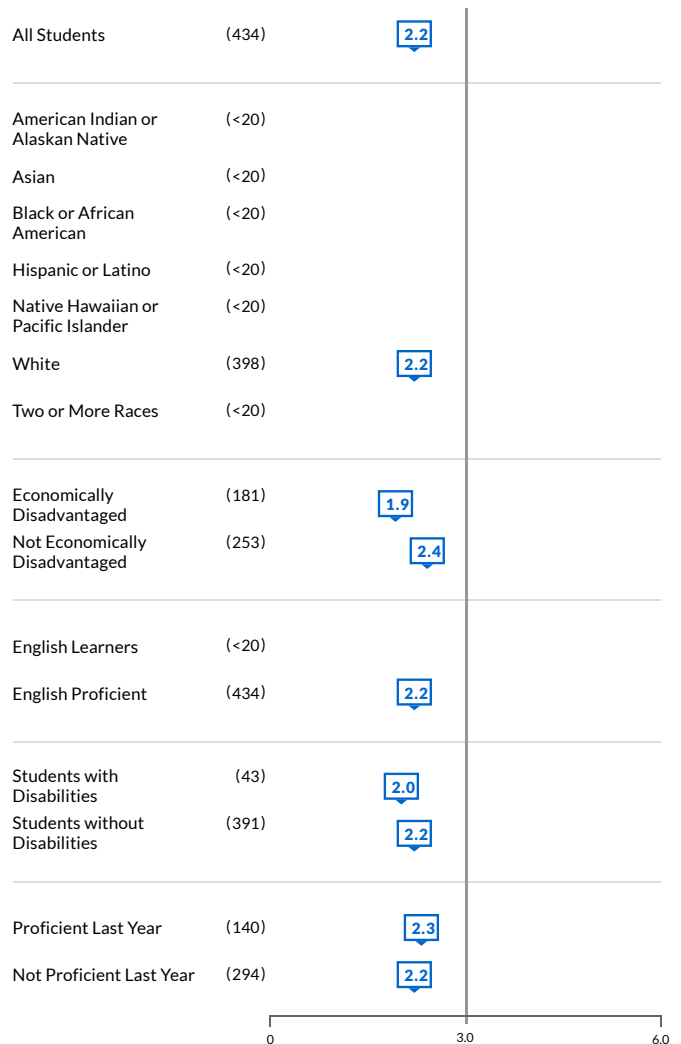 All Students (434) 2.2
American Indian or (<20)
Alaskan Native
Asian (<20)
Black or African (<20)
American
Hispanic or Latino (<20)
Native Hawaiian or (<20)
Pacific Islander
White (398) 2.2
Two or More Races (<20)
Economically (181) 1.9
Disadvantaged
Not Economically (253) 2.4
Disadvantaged
English Learners (<20)
English Proficient (434) 2.2
Students with (43) 2.0
Disabilities
Students without (391) 2.2
Disabilities
Proficient Last Year (140) 2.3
Not Proficient Last Year (294) 2.2
0 3.0 6.0